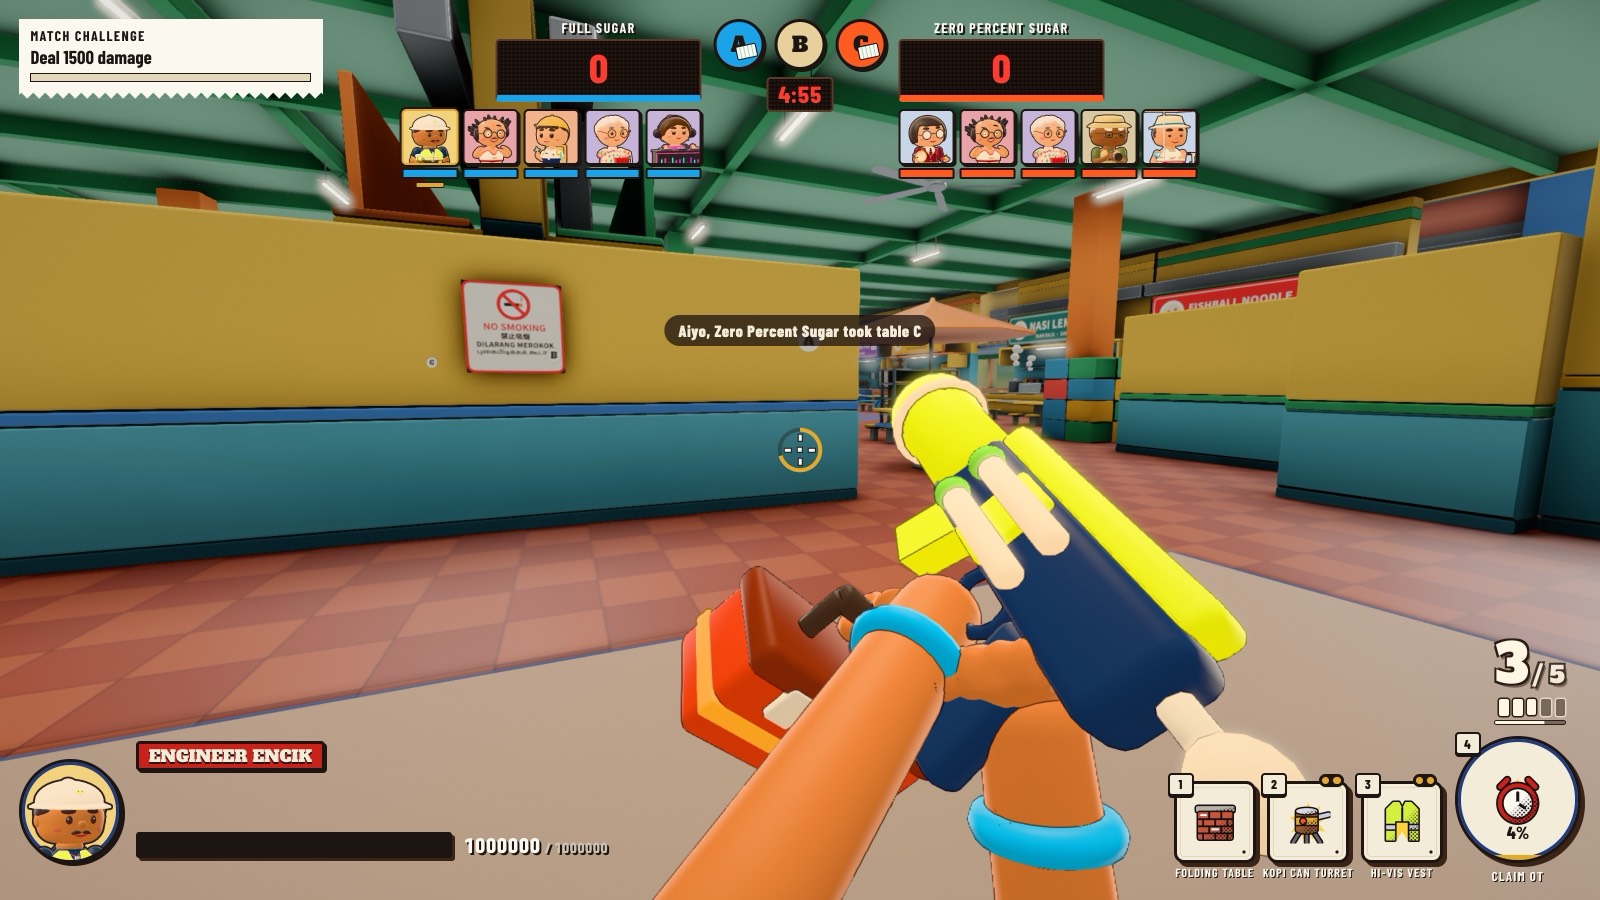 MATCH CHALLENGE
Deal 1500 damage
FULL SUGAR
0
A
B
C
4:55
ZERO PERCENT SUGAR
0
NO SMOKING
禁止吸烟
DILARANG MEROKOK
B
C
Aiyo, Zero Percent Sugar took table C
NASI LEM
FISHBALL NOODLE
3/5
ENGINEER ENCIK
1000000 / 1000000
1
2
3
4
4%
FOLDING TABLE
KOPI CAN TURRET
HI-VIS VEST
CLAIM OT